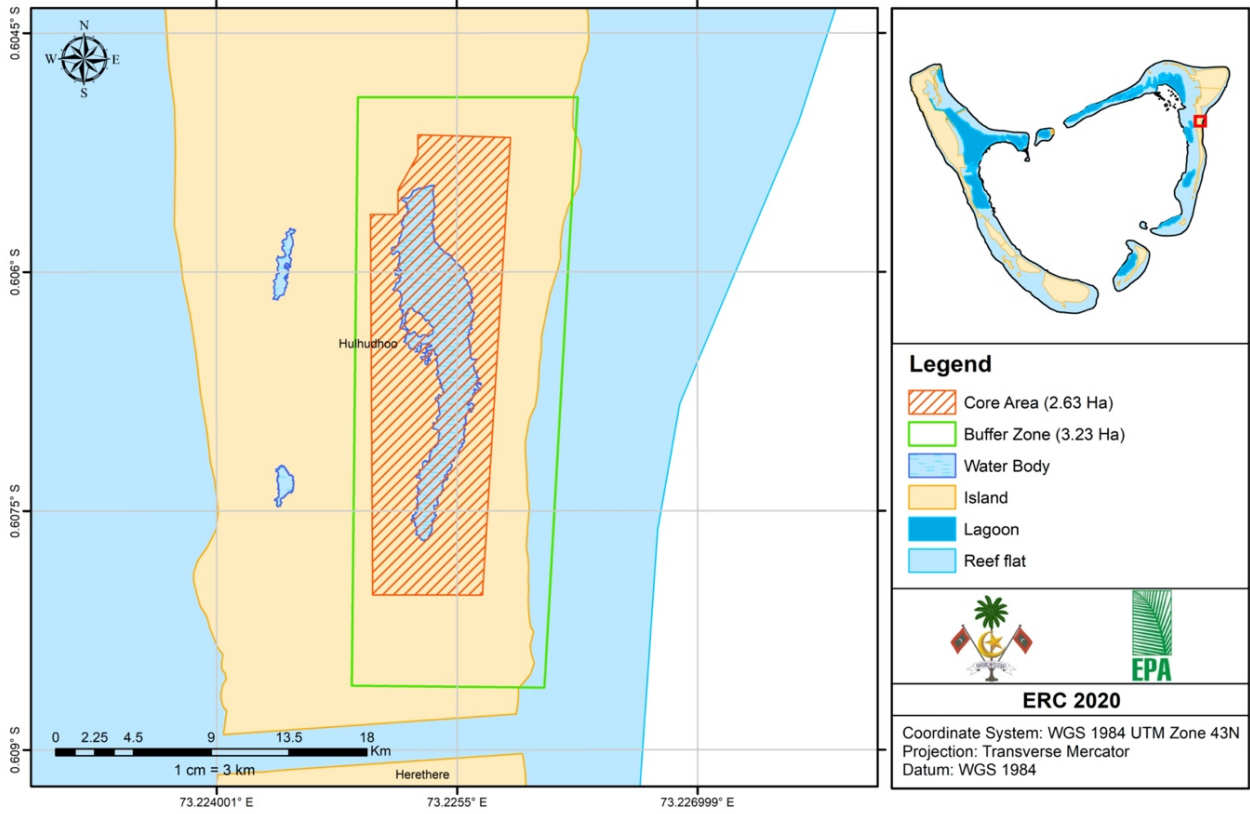 0.6045° S
0.606° S
0.6075° S
0.609° S
N
W E
S
Hulhudhoo
0 2.25 4.5 9 13.5 18
Km
1 cm = 3 km
Herethere
73.224001° E 73.2255° E 73.226999° E
Legend
Core Area (2.63 Ha)
Buffer Zone (3.23 Ha)
Water Body
Island
Lagoon
Reef flat
EPA
ERC 2020
Coordinate System: WGS 1984 UTM Zone 43N
Projection: Transverse Mercator
Datum: WGS 1984